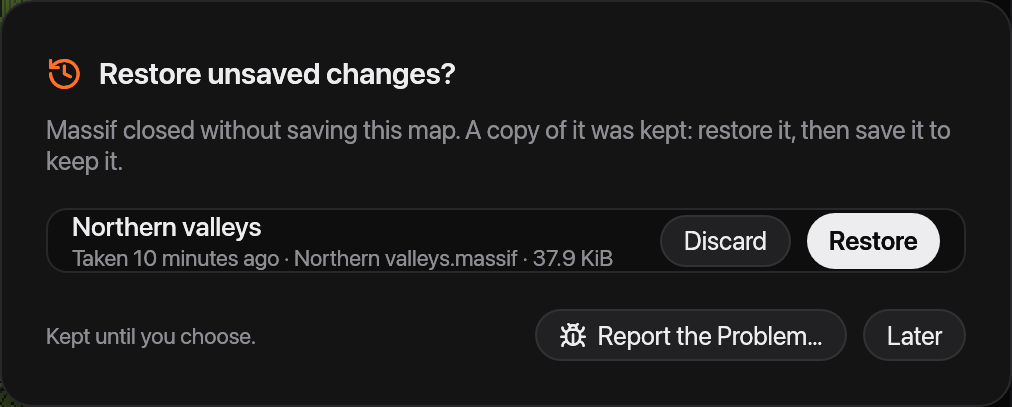 Restore unsaved changes?
Massif closed without saving this map. A copy of it was kept: restore it, then save it to
keep it.
Northern valleys
Taken 10 minutes ago · Northern valleys.massif · 37.9 KiB
Discard
Restore
Kept until you choose.
Report the Problem...
Later